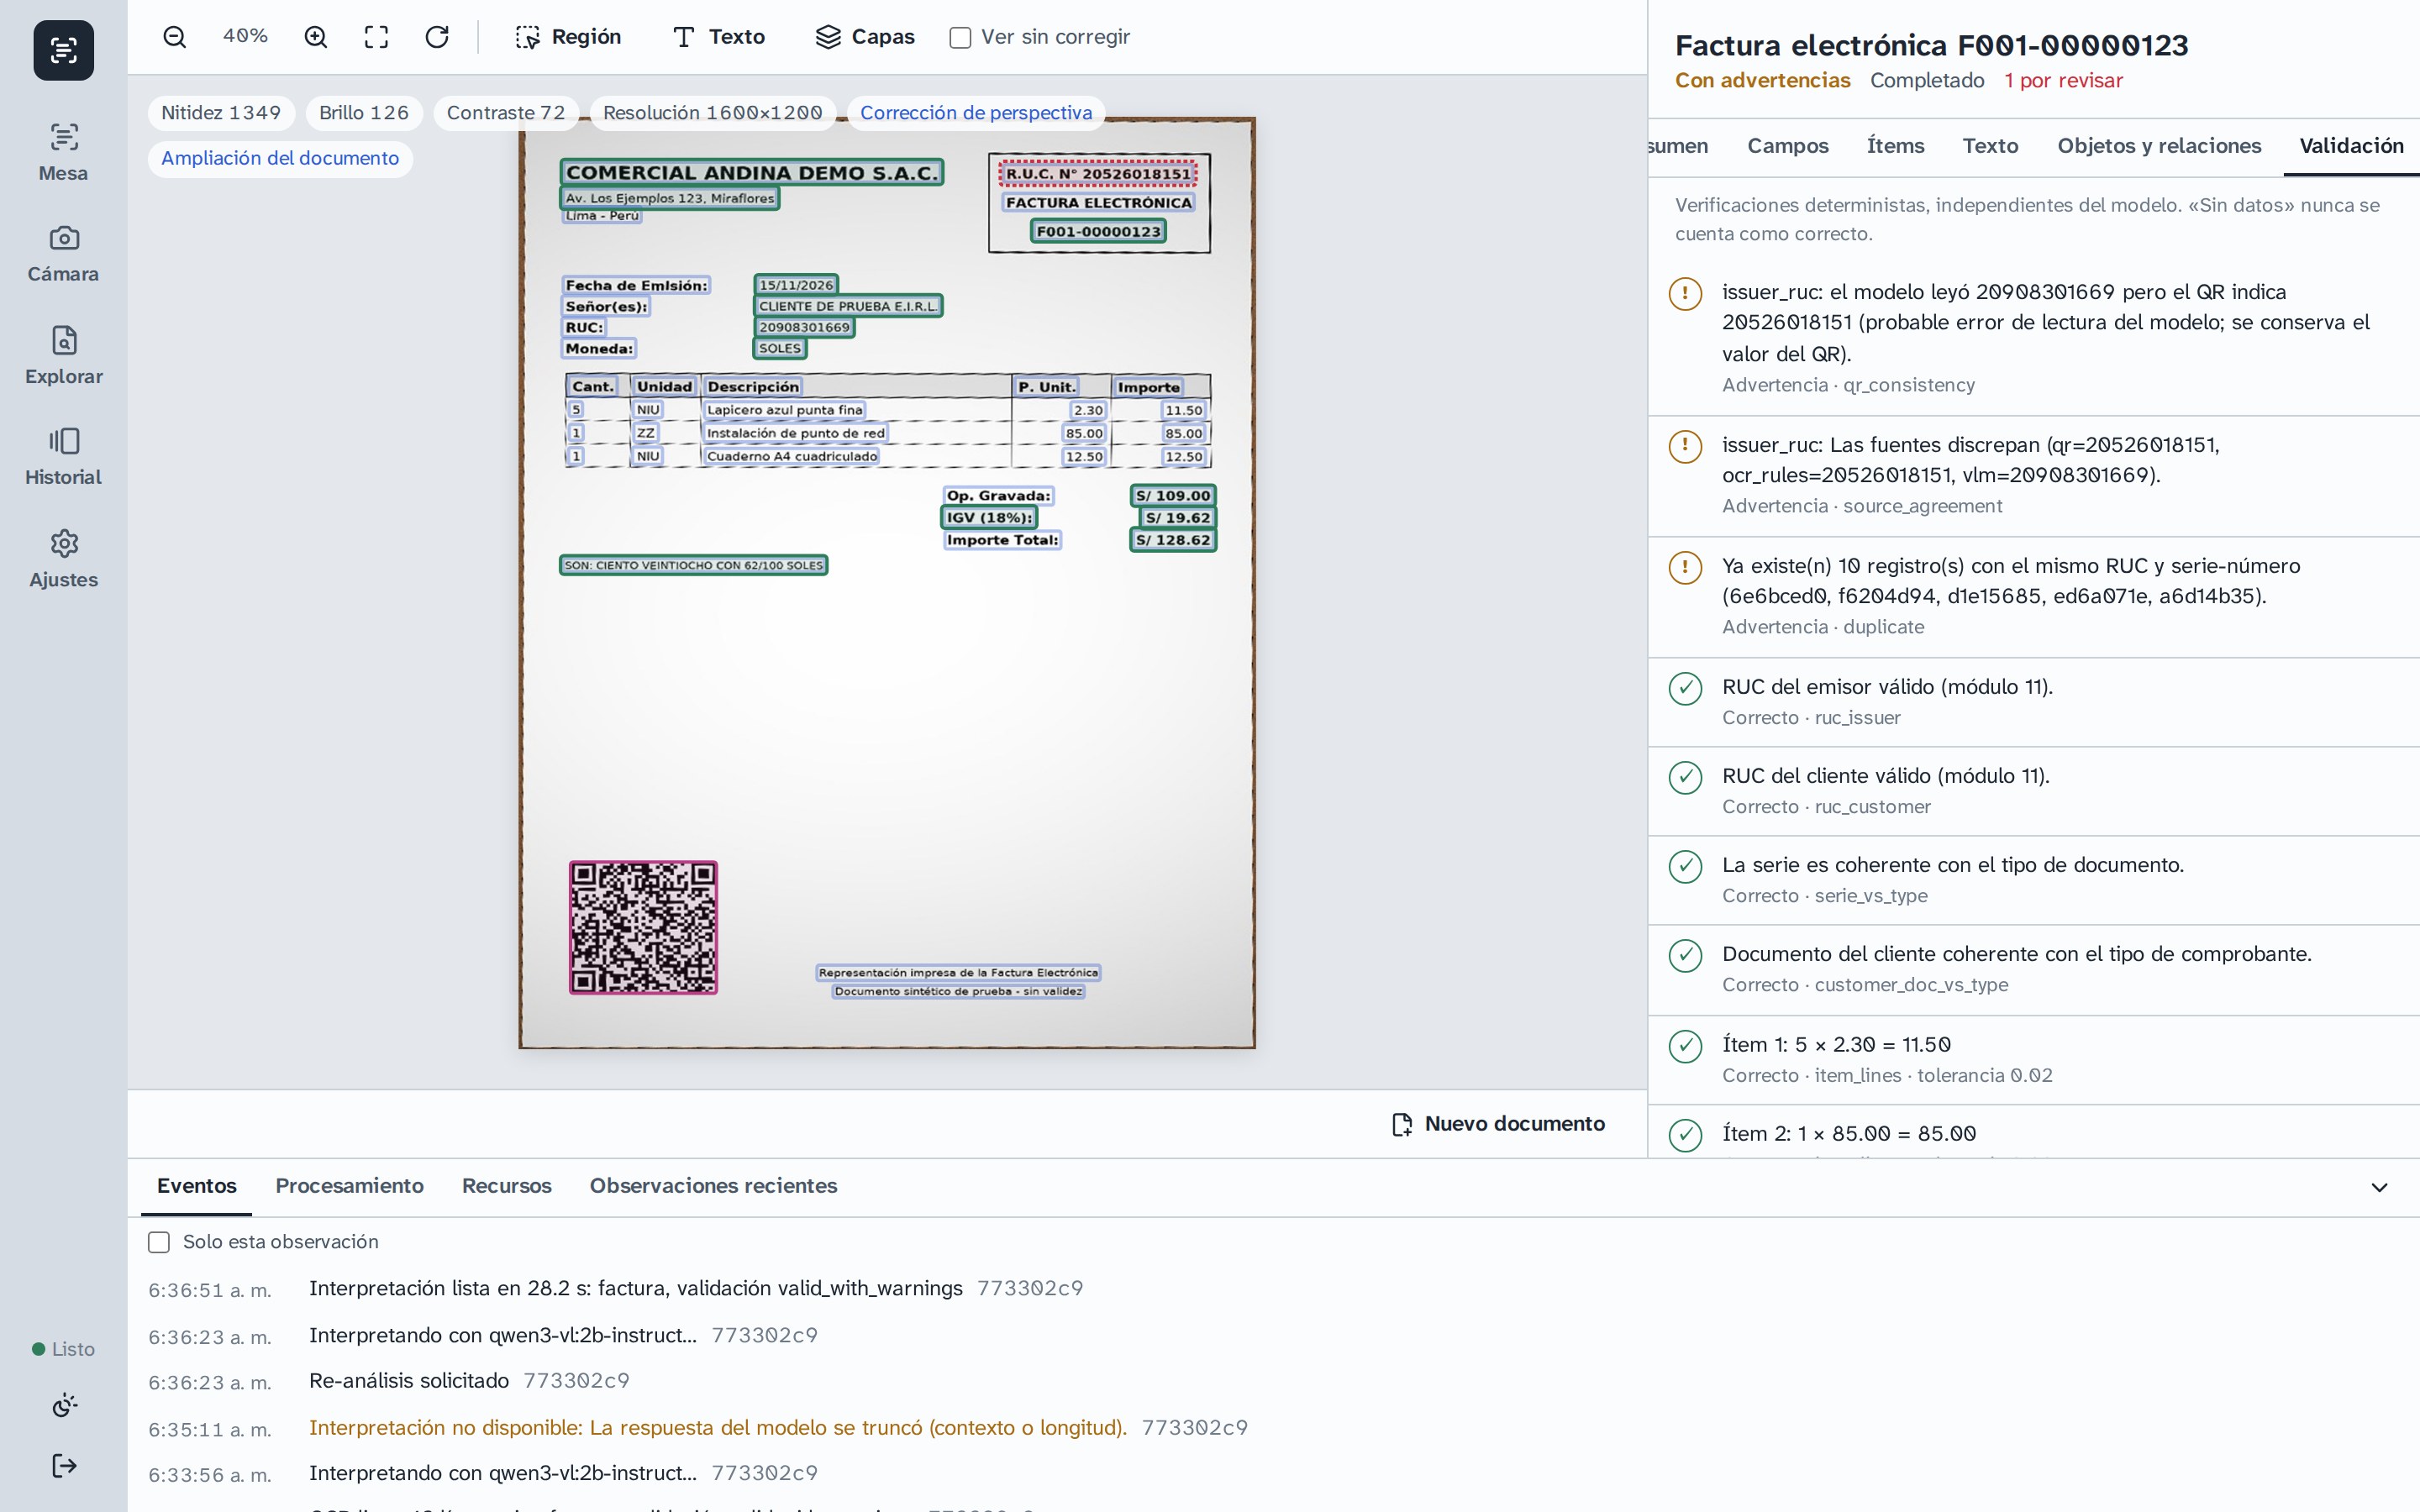 40%
Región
Texto
Capas
Ver sin corregir
Nitidez 1349
Brillo 126
Contraste 72
Resolución 1600×1200
Corrección de perspectiva
Ampliación del documento
Mesa
Cámara
Explorar
Historial
Ajustes
Listo
COMERCIAL ANDINA DEMO S.A.C.
Av. Los Ejemplos 123, Miraflores
Lima - Perú
R.U.C. N° 20526018151
FACTURA ELECTRÓNICA
F001-00000123
Fecha de Emisión: 15/11/2026
Señor(es): CLIENTE DE PRUEBA E.I.R.L.
RUC: 20908301669
Moneda: SOLES
Cant. Unidad Descripción P. Unit. Importe
5 NIU Lapicero azul punta fina 2.30 11.50
1 ZZ Instalación de punto de red 85.00 85.00
1 NIU Cuaderno A4 cuadriculado 12.50 12.50
Op. Gravada: S/ 109.00
IGV (18%): S/ 19.62
Importe Total: S/ 128.62
SON: CIENTO VEINTIOCHO CON 62/100 SOLES
Representación impresa de la Factura Electrónica
Documento sintético de prueba - sin validez
Nuevo documento
Factura electrónica F001-00000123
Con advertencias Completado 1 por revisar
sumen Campos Ítems Texto Objetos y relaciones Validación
Verificaciones deterministas, independientes del modelo. «Sin datos» nunca se
cuenta como correcto.
issuer_ruc: el modelo leyó 20908301669 pero el QR indica
20526018151 (probable error de lectura del modelo; se conserva el
valor del QR).
Advertencia · qr_consistency
issuer_ruc: Las fuentes discrepan (qr=20526018151,
ocr_rules=20526018151, vlm=20908301669).
Advertencia · source_agreement
Ya existe(n) 10 registro(s) con el mismo RUC y serie-número
(6e6bced0, f6204d94, d1e15685, ed6a071e, a6d14b35).
Advertencia · duplicate
RUC del emisor válido (módulo 11).
Correcto · ruc_issuer
RUC del cliente válido (módulo 11).
Correcto · ruc_customer
La serie es coherente con el tipo de documento.
Correcto · serie_vs_type
Documento del cliente coherente con el tipo de comprobante.
Correcto · customer_doc_vs_type
Ítem 1: 5 × 2.30 = 11.50
Correcto · item_lines · tolerancia 0.02
Ítem 2: 1 × 85.00 = 85.00
Eventos Procesamiento Recursos Observaciones recientes
Solo esta observación
6:36:51 a. m. Interpretación lista en 28.2 s: factura, validación valid_with_warnings 773302c9
6:36:23 a. m. Interpretando con qwen3-vl:2b-instruct... 773302c9
6:36:23 a. m. Re-análisis solicitado 773302c9
6:35:11 a. m. Interpretación no disponible: La respuesta del modelo se truncó (contexto o longitud). 773302c9
6:33:56 a. m. Interpretando con qwen3-vl:2b-instruct... 773302c9